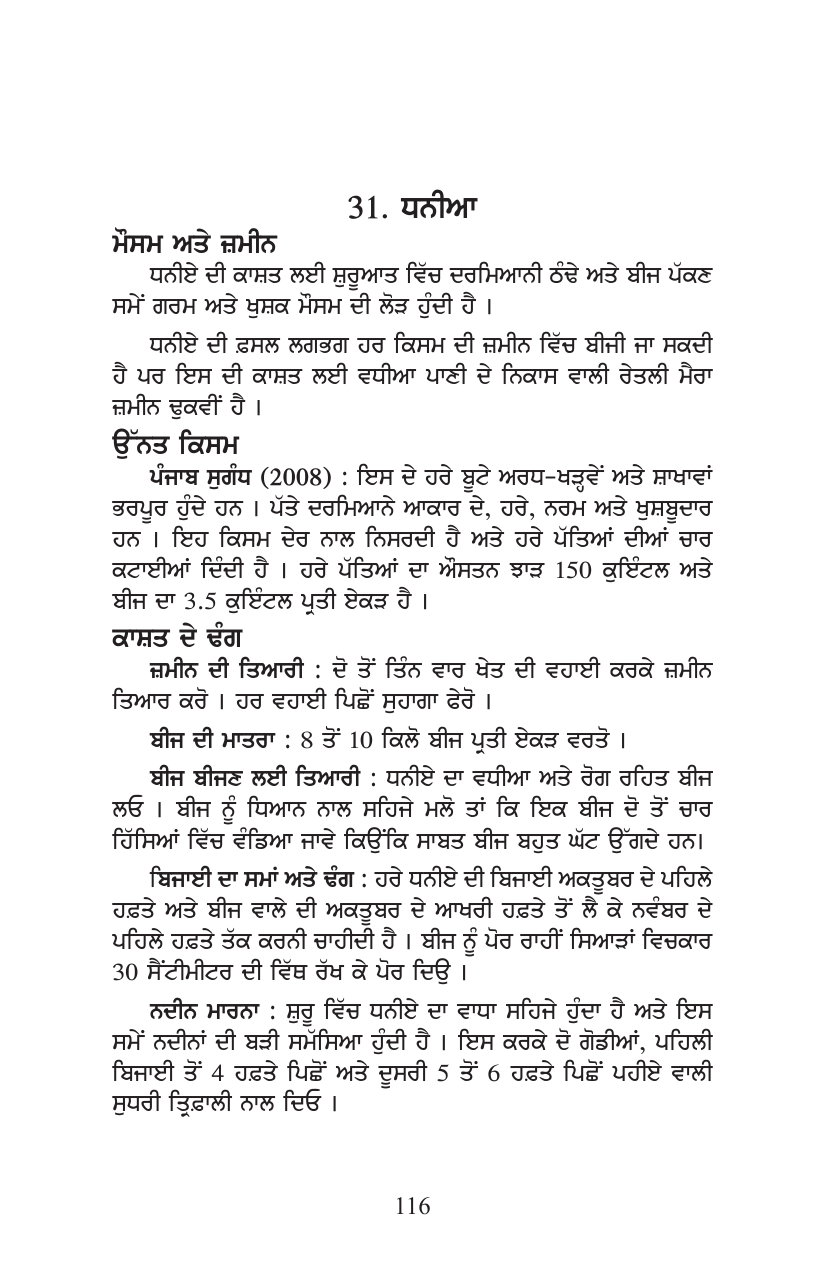 31. ਧਨੀਆ
ਮੌਸਮ ਅਤੇ ਜ਼ਮੀਨ
ਧਨੀਏ ਦੀ ਕਾਸ਼ਤ ਲਈ ਸ਼ੁਰੂਆਤ ਵਿੱਚ ਦਰਮਿਆਨੀ ਠੰਢੇ ਅਤੇ ਬੀਜ ਪੱਕਣ
ਸਮੇਂ ਗਰਮ ਅਤੇ ਖੁਸ਼ਕ ਮੌਸਮ ਦੀ ਲੋੜ ਹੁੰਦੀ ਹੈ ।
ਧਨੀਏ ਦੀ ਫ਼ਸਲ ਲਗਭਗ ਹਰ ਕਿਸਮ ਦੀ ਜ਼ਮੀਨ ਵਿੱਚ ਬੀਜੀ ਜਾ ਸਕਦੀ
ਹੈ ਪਰ ਇਸ ਦੀ ਕਾਸ਼ਤ ਲਈ ਵਧੀਆ ਪਾਣੀ ਦੇ ਨਿਕਾਸ ਵਾਲੀ ਰੇਤਲੀ ਮੈਰਾ
ਜ਼ਮੀਨ ਢੁਕਵੀਂ ਹੈ ।
ਉੱਨਤ ਕਿਸਮ
ਪੰਜਾਬ ਸੁਗੰਧ (2008) : ਇਸ ਦੇ ਹਰੇ ਬੂਟੇ ਅਰਧ-ਖੜ੍ਹਵੇਂ ਅਤੇ ਸ਼ਾਖਾਵਾਂ
ਭਰਪੂਰ ਹੁੰਦੇ ਹਨ । ਪੱਤੇ ਦਰਮਿਆਨੇ ਆਕਾਰ ਦੇ, ਹਰੇ, ਨਰਮ ਅਤੇ ਖੁਸ਼ਬੂਦਾਰ
ਹਨ । ਇਹ ਕਿਸਮ ਦੇਰ ਨਾਲ ਨਿਸਰਦੀ ਹੈ ਅਤੇ ਹਰੇ ਪੱਤਿਆਂ ਦੀਆਂ ਚਾਰ
ਕਟਾਈਆਂ ਦਿੰਦੀ ਹੈ । ਹਰੇ ਪੱਤਿਆਂ ਦਾ ਔਸਤਨ ਝਾੜ 150 ਕੁਇੰਟਲ ਅਤੇ
ਬੀਜ ਦਾ 3.5 ਕੁਇੰਟਲ ਪ੍ਰਤੀ ਏਕੜ ਹੈ ।
ਕਾਸ਼ਤ ਦੇ ਢੰਗ
ਜ਼ਮੀਨ ਦੀ ਤਿਆਰੀ : ਦੋ ਤੋਂ ਤਿੰਨ ਵਾਰ ਖੇਤ ਦੀ ਵਹਾਈ ਕਰਕੇ ਜ਼ਮੀਨ
ਤਿਆਰ ਕਰੋ । ਹਰ ਵਹਾਈ ਪਿਛੋਂ ਸੁਹਾਗਾ ਫੇਰੋ ।
ਬੀਜ ਦੀ ਮਾਤਰਾ : 8 ਤੋਂ 10 ਕਿਲੋ ਬੀਜ ਪ੍ਰਤੀ ਏਕੜ ਵਰਤੋ ।
ਬੀਜ ਬੀਜਣ ਲਈ ਤਿਆਰੀ : ਧਨੀਏ ਦਾ ਵਧੀਆ ਅਤੇ ਰੋਗ ਰਹਿਤ ਬੀਜ
ਲਓ । ਬੀਜ ਨੂੰ ਧਿਆਨ ਨਾਲ ਸਹਿਜੇ ਮਲੋ ਤਾਂ ਕਿ ਇਕ ਬੀਜ ਦੋ ਤੋਂ ਚਾਰ
ਹਿੱਸਿਆਂ ਵਿੱਚ ਵੰਡਿਆ ਜਾਵੇ ਕਿਉਂਕਿ ਸਾਬਤ ਬੀਜ ਬਹੁਤ ਘੱਟ ਉੱਗਦੇ ਹਨ।
ਬਿਜਾਈ ਦਾ ਸਮਾਂ ਅਤੇ ਢੰਗ : ਹਰੇ ਧਨੀਏ ਦੀ ਬਿਜਾਈ ਅਕਤੂਬਰ ਦੇ ਪਹਿਲੇ
ਹਫ਼ਤੇ ਅਤੇ ਬੀਜ ਵਾਲੇ ਦੀ ਅਕਤੂਬਰ ਦੇ ਆਖਰੀ ਹਫ਼ਤੇ ਤੋਂ ਲੈ ਕੇ ਨਵੰਬਰ ਦੇ
ਪਹਿਲੇ ਹਫ਼ਤੇ ਤੱਕ ਕਰਨੀ ਚਾਹੀਦੀ ਹੈ । ਬੀਜ ਨੂੰ ਪੋਰ ਰਾਹੀਂ ਸਿਆੜਾਂ ਵਿਚਕਾਰ
30 ਸੈਂਟੀਮੀਟਰ ਦੀ ਵਿੱਥ ਰੱਖ ਕੇ ਪੋਰ ਦਿਉ ।
ਨਦੀਨ ਮਾਰਨਾ : ਸ਼ੁਰੂ ਵਿੱਚ ਧਨੀਏ ਦਾ ਵਾਧਾ ਸਹਿਜੇ ਹੁੰਦਾ ਹੈ ਅਤੇ ਇਸ
ਸਮੇਂ ਨਦੀਨਾਂ ਦੀ ਬੜੀ ਸਮੱਸਿਆ ਹੁੰਦੀ ਹੈ । ਇਸ ਕਰਕੇ ਦੋ ਗੋਡੀਆਂ, ਪਹਿਲੀ
ਬਿਜਾਈ ਤੋਂ 4 ਹਫ਼ਤੇ ਪਿਛੋਂ ਅਤੇ ਦੂਸਰੀ 5 ਤੋਂ 6 ਹਫ਼ਤੇ ਪਿਛੋਂ ਪਹੀਏ ਵਾਲੀ
ਸੁਧਰੀ ਤ੍ਰਿਫ਼ਾਲੀ ਨਾਲ ਦਿਓ ।
116